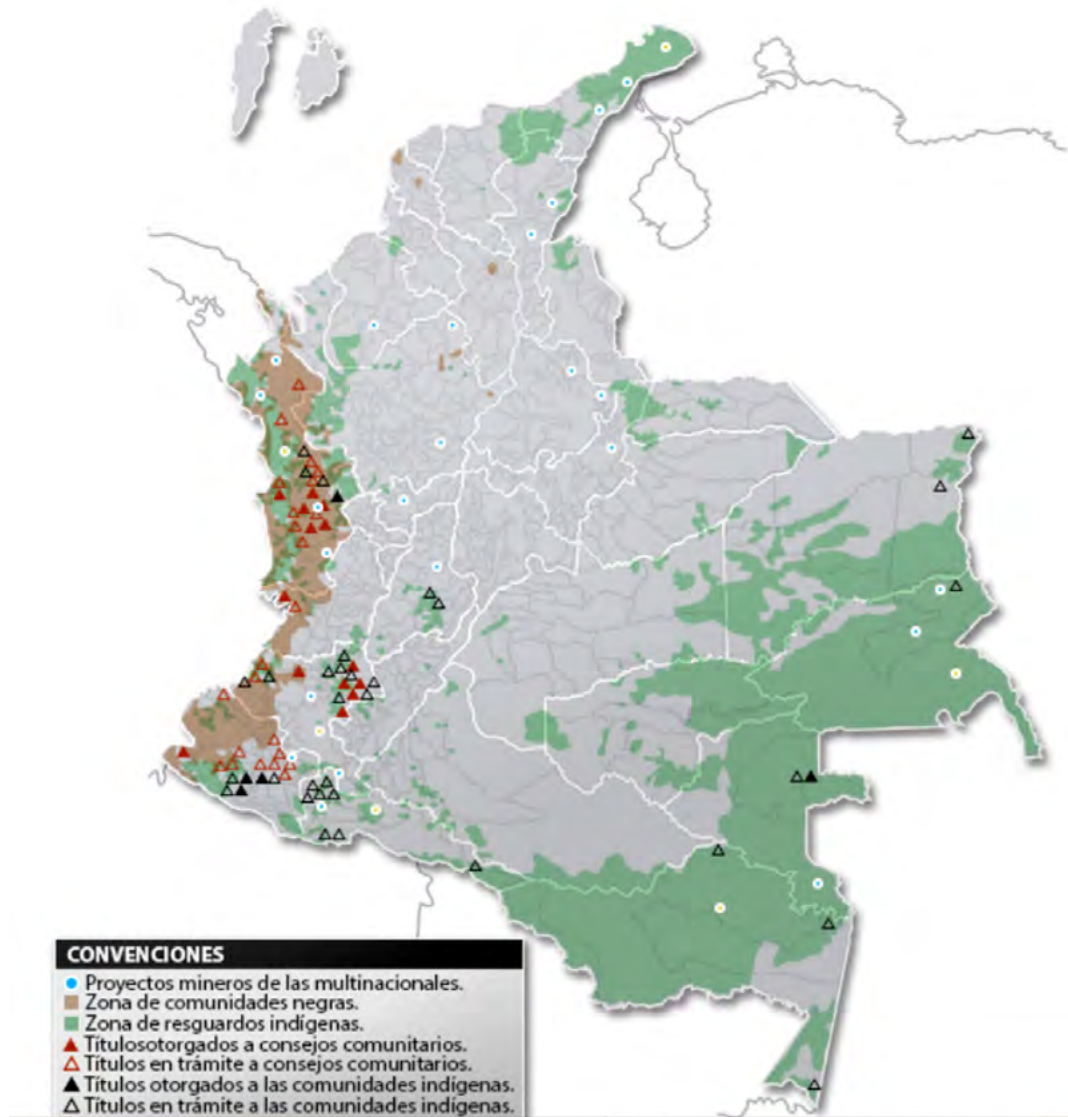 CONVENCIONES
Proyectos mineros de las multinacionales.
Zona de comunidades negras.
Zona de resguardos indígenas.
Títulosotorgados a consejos comunitarios.
Títulos en trámite a consejos comunitarios.
Títulos otorgados a las comunidades indígenas.
Títulos en trámite a las comunidades indígenas.